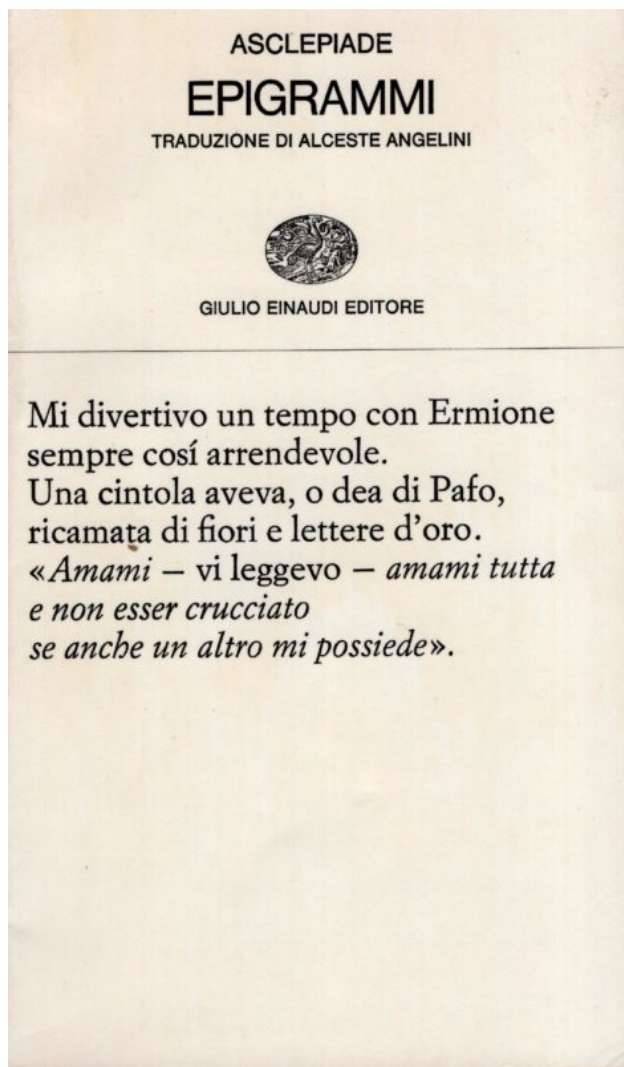 ASCLEPIADE
EPIGRAMMI
TRADUZIONE DI ALCESTE ANGELINI
GIULIO EINAUDI EDITORE
Mi divertivo un tempo con Ermione
sempre cosí arrendevole.
Una cintola aveva, o dea di Pafo,
ricamata di fiori e lettere d’oro.
«Amami – vi leggevo – amami tutta
e non esser crucciato
se anche un altro mi possiede».